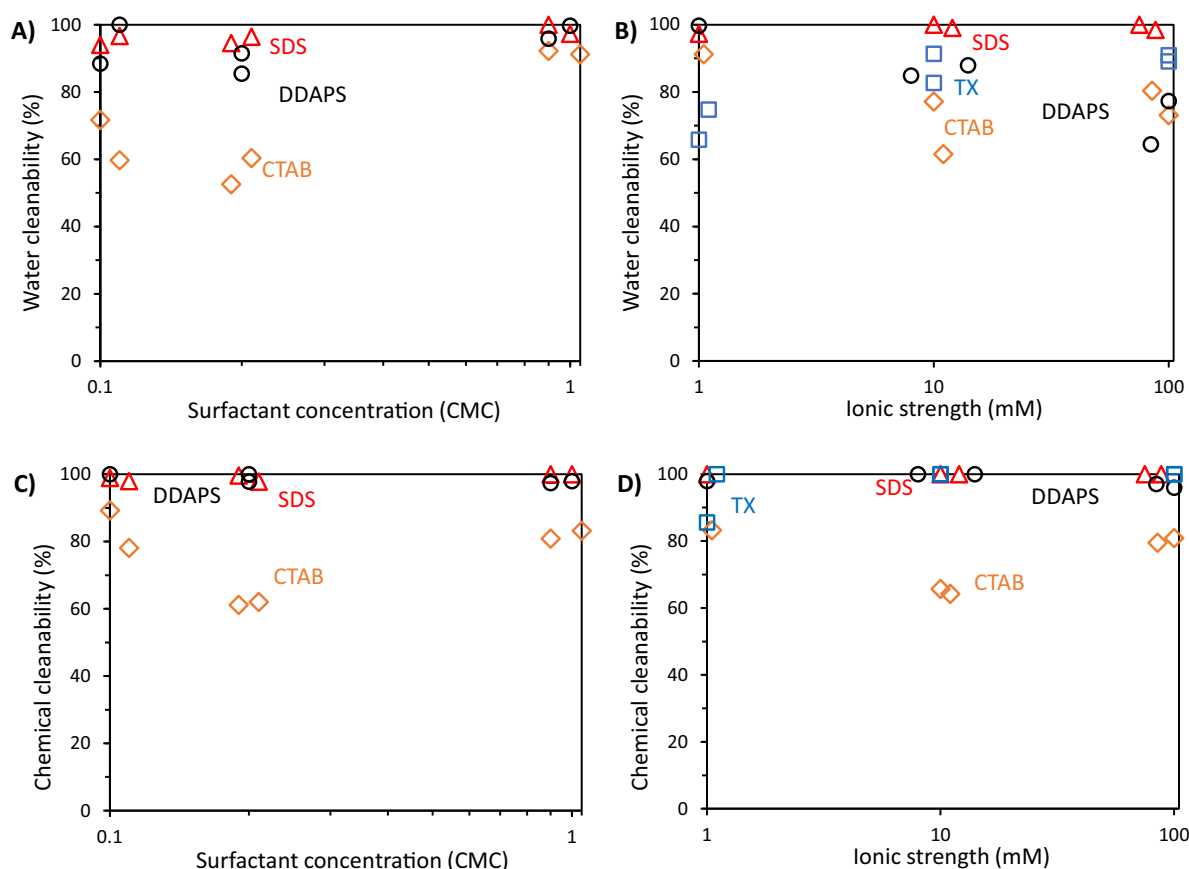 A)
Water cleanability (%)
100
80
60
40
20
0
SDS
DDAPS
CTAB
0.1
1
Surfactant concentration (CMC)
B)
Water cleanability (%)
100
80
60
40
20
0
SDS
TX
DDAPS
CTAB
1
10
100
Ionic strength (mM)
C)
Chemical cleanability (%)
100
80
60
40
20
0
DDAPS
SDS
CTAB
0.1
1
Surfactant concentration (CMC)
D)
Chemical cleanability (%)
100
80
60
40
20
0
SDS
DDAPS
TX
CTAB
1
10
100
Ionic strength (mM)